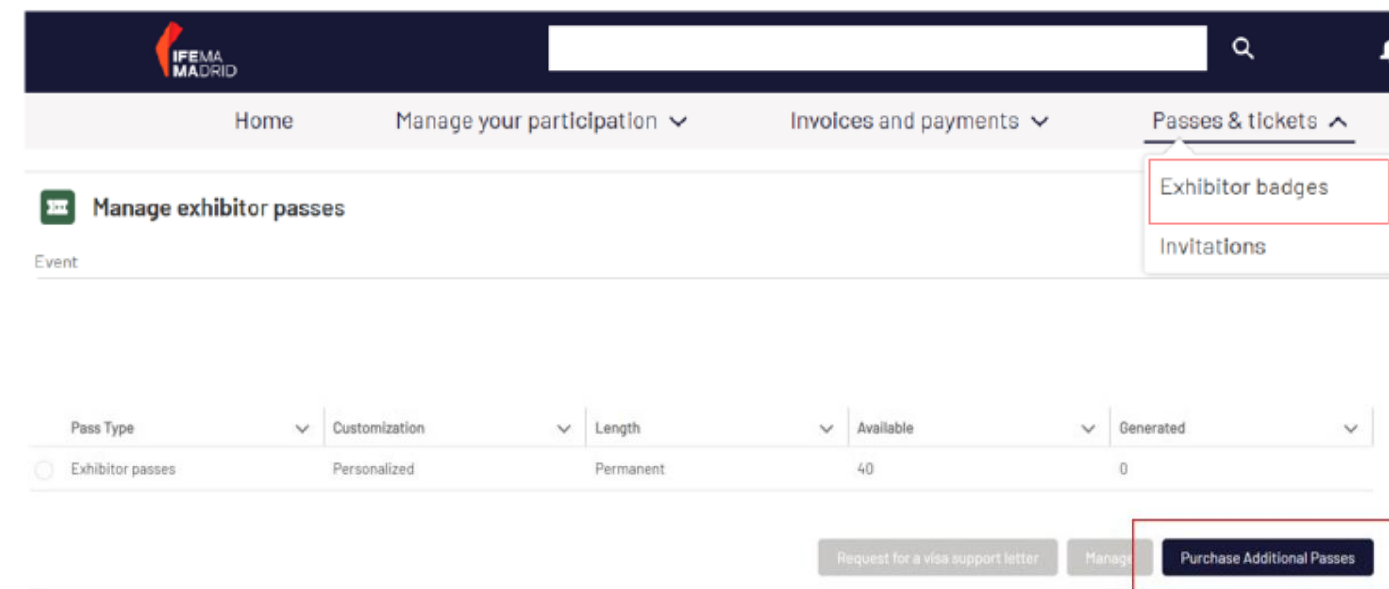 IFEMA
MADRID
Home Manage your participation Invoices and payments Passes & tickets
Exhibitor badges
Invitations
Manage exhibitor passes
Event
Pass Type Customization Length Available Generated
Exhibitor passes Personalized Permanent 40 0
Request for a visa support letter Manage Purchase Additional Passes